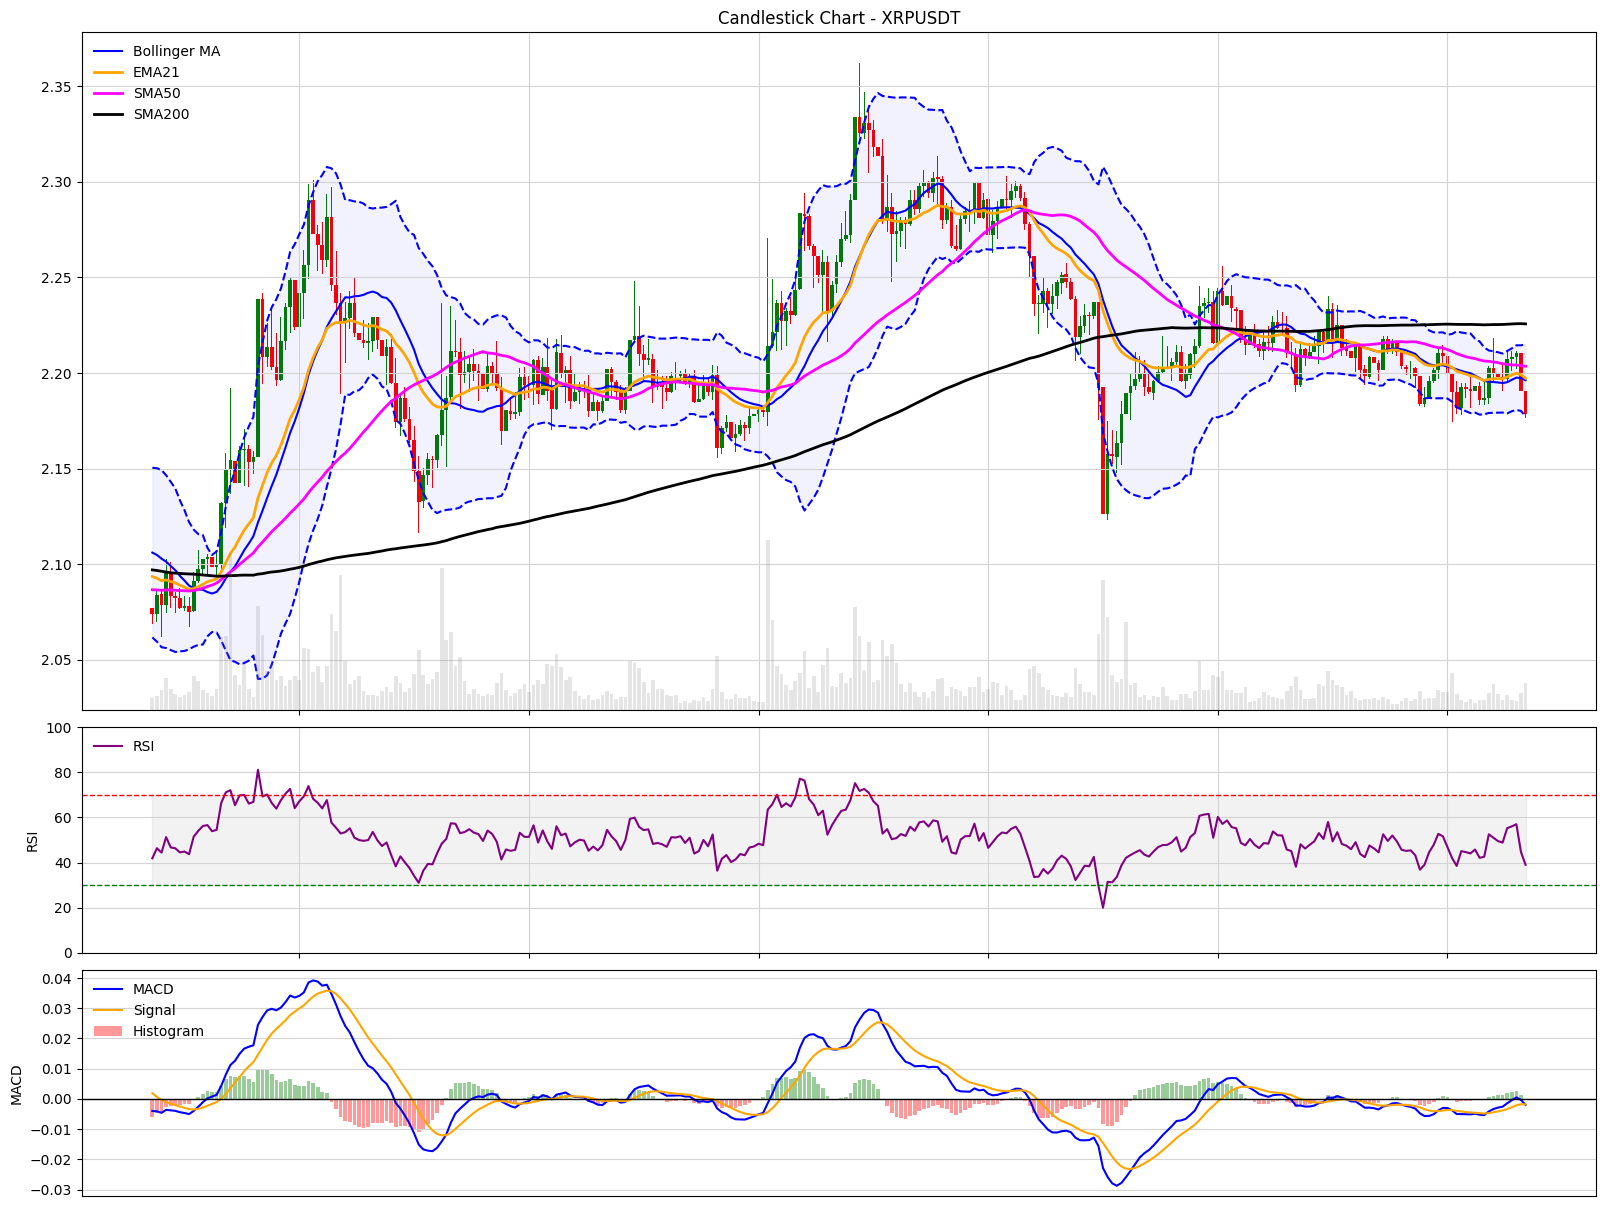 Candlestick Chart - XRPUSDT
Bollinger MA
EMA21
SMA50
SMA200
2.35
2.30
2.25
2.20
2.15
2.10
2.05
RSI
100
80
60
40
20
0
RSI
MACD
Signal
Histogram
0.04
0.03
0.02
0.01
0.00
−0.01
−0.02
−0.03
MACD